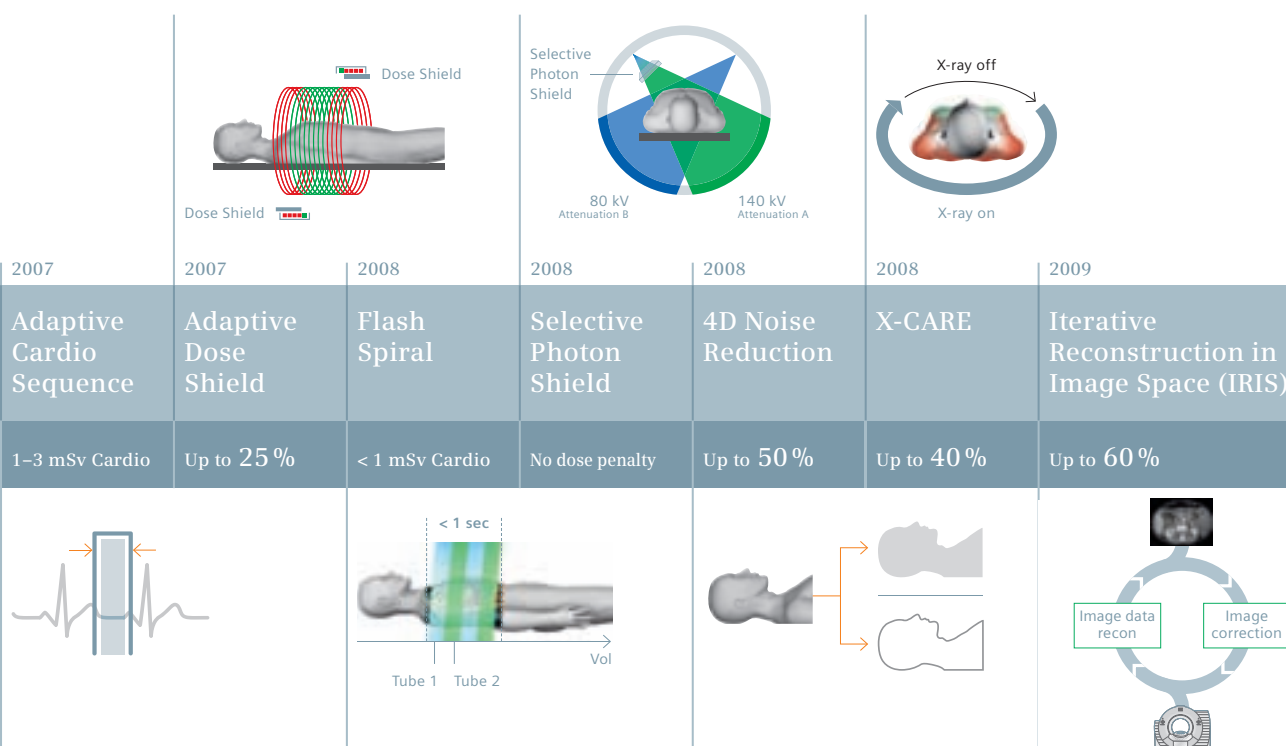 Dose Shield
Dose Shield
Selective
Photon
Shield
80 kV
Attenuation B
140 kV
Attenuation A
X-ray off
X-ray on
2007
2007
2008
2008
2008
2008
2009
Adaptive
Cardio
Sequence
Adaptive
Dose
Shield
Flash
Spiral
Selective
Photon
Shield
4D Noise
Reduction
X-CARE
Iterative
Reconstruction in
Image Space (IRIS)
1–3 mSv Cardio
Up to 25 %
< 1 mSv Cardio
No dose penalty
Up to 50 %
Up to 40 %
Up to 60 %
< 1 sec
Vol
Tube 1
Tube 2
Image data
recon
Image
correction